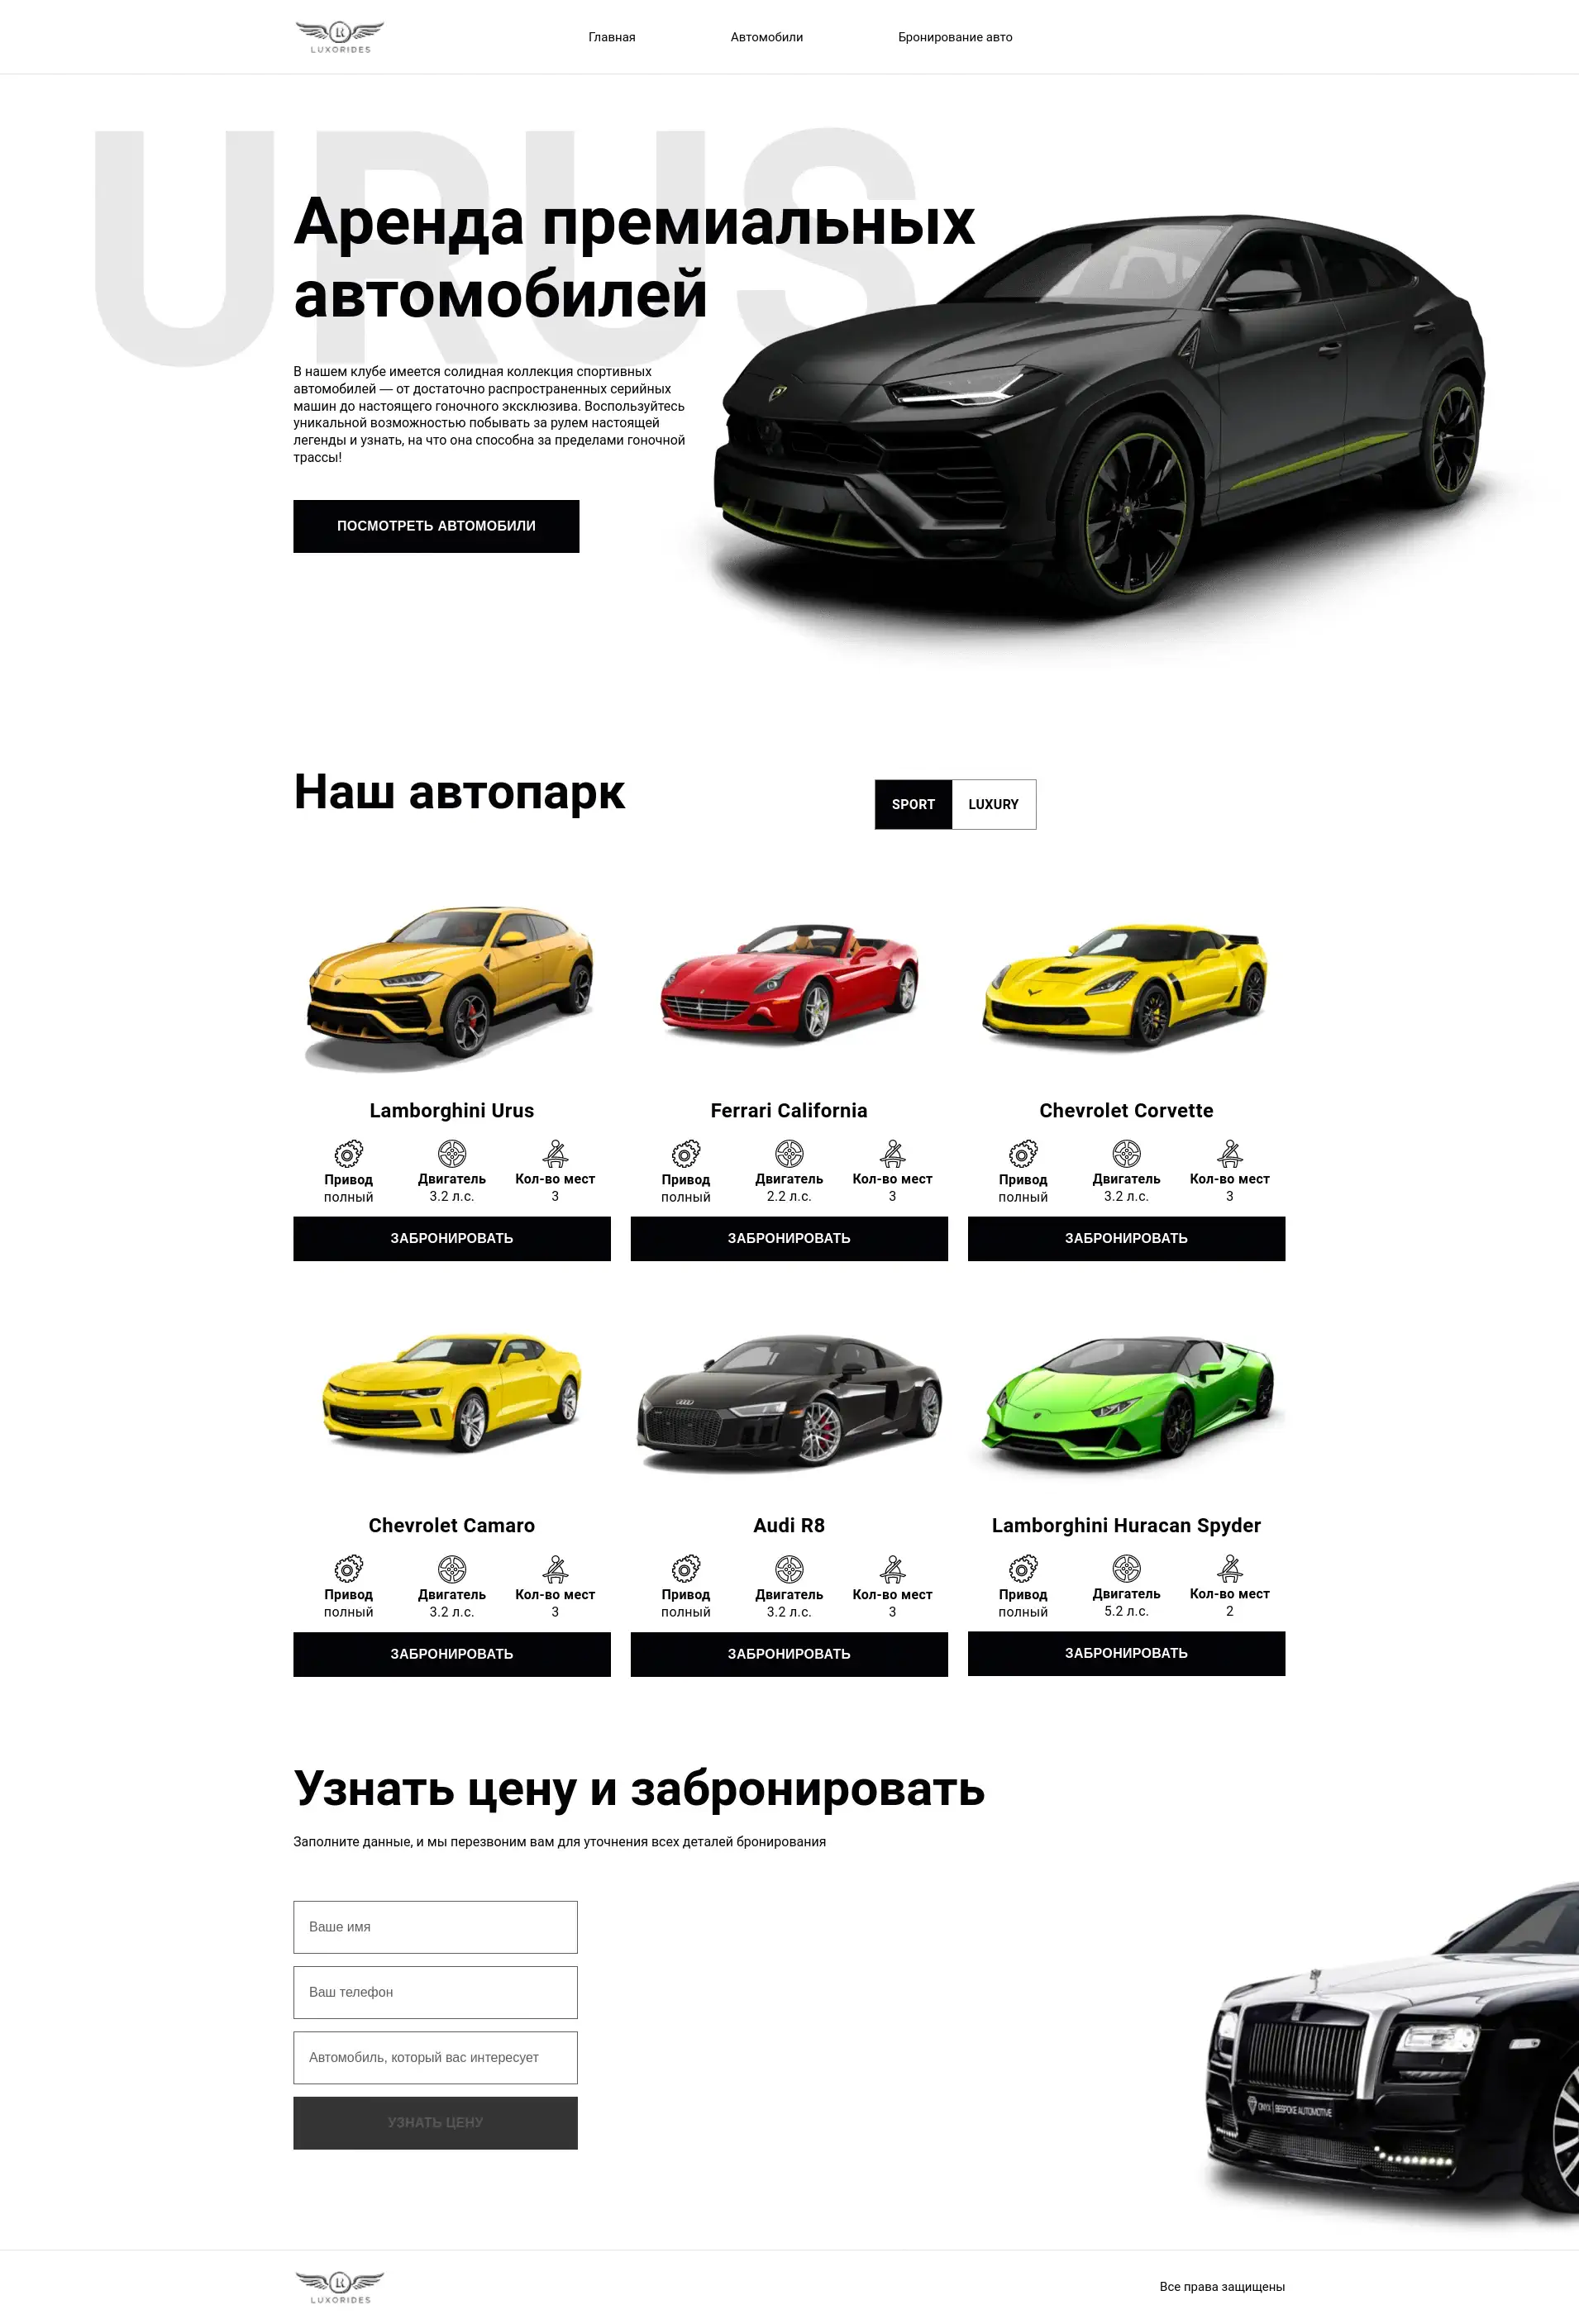 LUXORIDES
Главная
Автомобили
Бронирование авто
URUS
Аренда премиальных
автомобилей
В нашем клубе имеется солидная коллекция спортивных
автомобилей — от достаточно распространенных серийных
машин до настоящего гоночного эксклюзива. Воспользуйтесь
уникальной возможностью побывать за рулем настоящей
легенды и узнать, на что она способна за пределами гоночной
трассы!
ПОСМОТРЕТЬ АВТОМОБИЛИ
Наш автопарк
SPORT
LUXURY
Lamborghini Urus
Привод
полный
Двигатель
3.2 л.с.
Кол-во мест
3
ЗАБРОНИРОВАТЬ
Ferrari California
Привод
полный
Двигатель
2.2 л.с.
Кол-во мест
3
ЗАБРОНИРОВАТЬ
Chevrolet Corvette
Привод
полный
Двигатель
3.2 л.с.
Кол-во мест
3
ЗАБРОНИРОВАТЬ
Chevrolet Camaro
Привод
полный
Двигатель
3.2 л.с.
Кол-во мест
3
ЗАБРОНИРОВАТЬ
Audi R8
Привод
полный
Двигатель
3.2 л.с.
Кол-во мест
3
ЗАБРОНИРОВАТЬ
Lamborghini Huracan Spyder
Привод
полный
Двигатель
5.2 л.с.
Кол-во мест
2
ЗАБРОНИРОВАТЬ
Узнать цену и забронировать
Заполните данные, и мы перезвоним вам для уточнения всех деталей бронирования
Ваше имя
Ваш телефон
Автомобиль, который вас интересует
УЗНАТЬ ЦЕНУ
ONYX | BESPOKE AUTOMOTIVE
LUXORIDES
Все права защищены